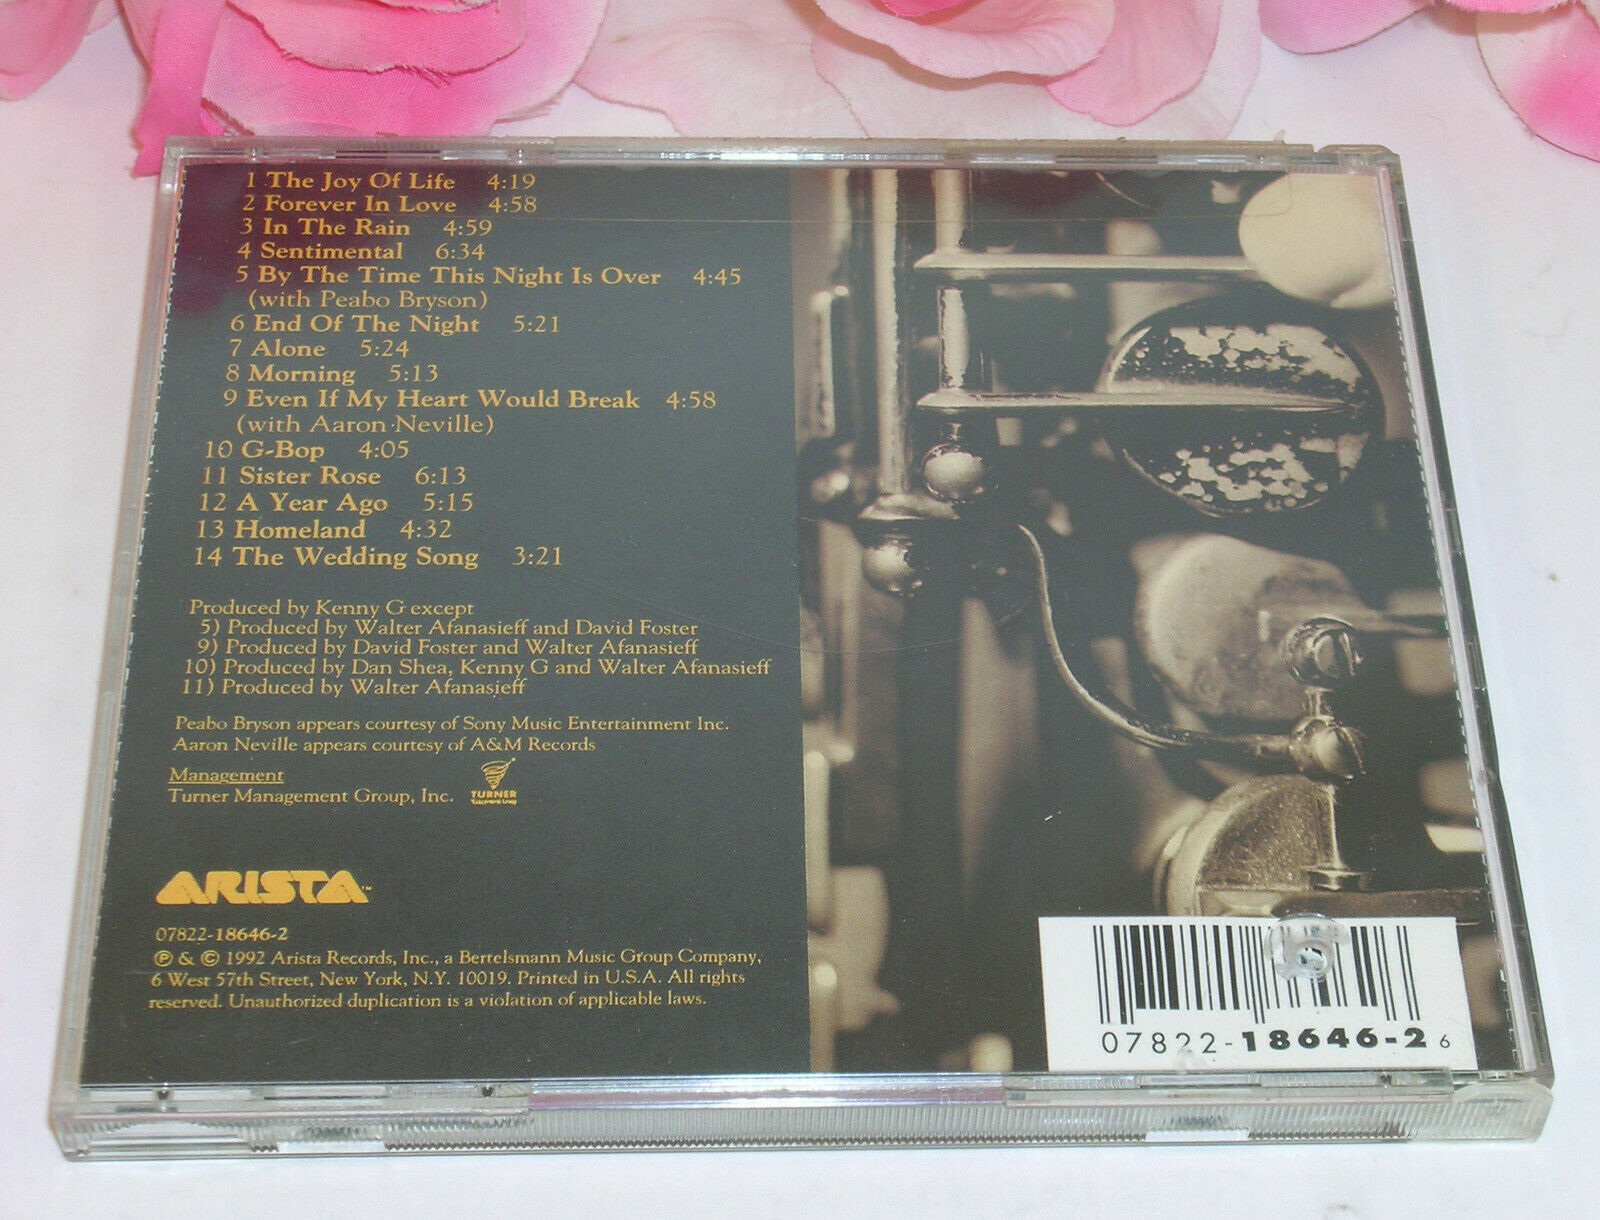 1 The Joy Of Life 4:19
2 Forever In Love 4:58
3 In The Rain 4:59
4 Sentimental 6:34
5 By The Time This Night Is Over 4:45
(with Peabo Bryson)
6 End Of The Night 5:21
7 Alone 5:24
8 Morning 5:13
9 Even If My Heart Would Break 4:58
(with Aaron Neville)
10 G-Bop 4:05
11 Sister Rose 6:13
12 A Year Ago 5:15
13 Homeland 4:32
14 The Wedding Song 3:21
Produced by Kenny G except
5) Produced by Walter Afanasieff and David Foster
9) Produced by David Foster and Walter Afanasieff
10) Produced by Dan Shea, Kenny G and Walter Afanasieff
11) Produced by Walter Afanasieff
Peabo Bryson appears courtesy of Sony Music Entertainment Inc.
Aaron Neville appears courtesy of A&M Records
Management
Turner Management Group, Inc.
TURNER
ARISTA™
07822-18646-2
℗ & © 1992 Arista Records, Inc., a Bertelsmann Music Group Company,
6 West 57th Street, New York, N.Y. 10019. Printed in U.S.A. All rights
reserved. Unauthorized duplication is a violation of applicable laws.
07822-18646-2 6